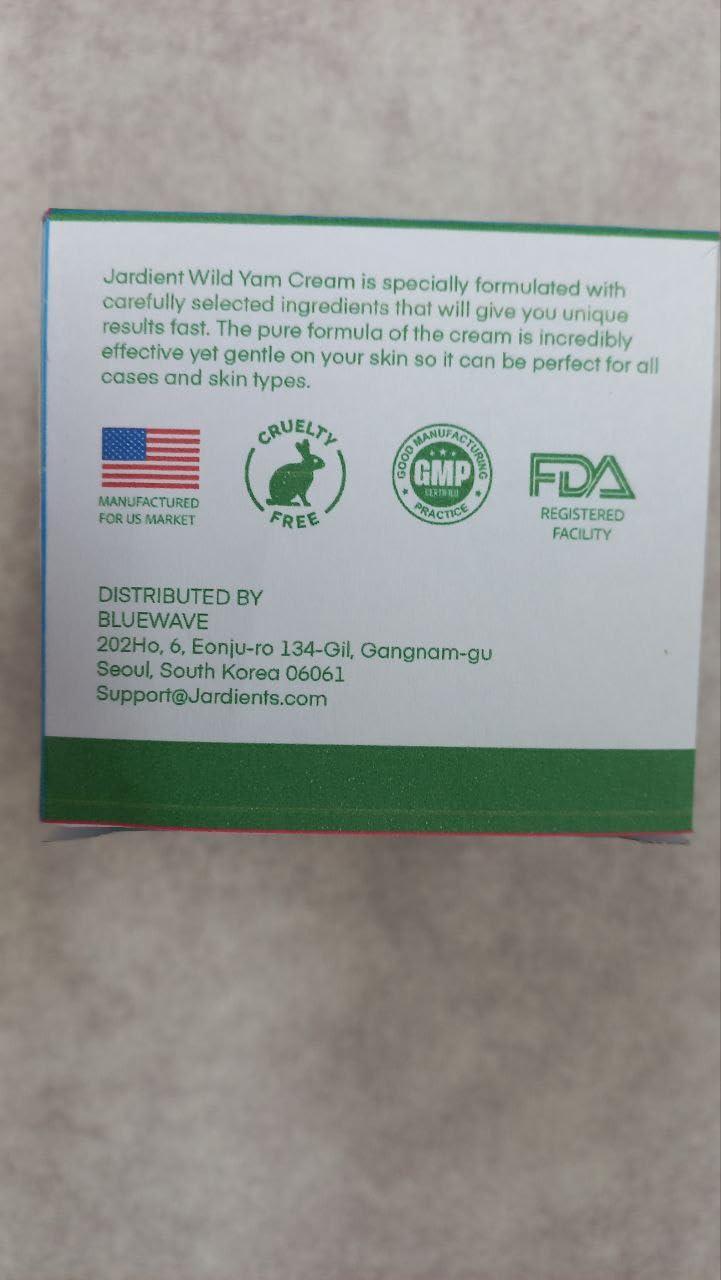 Jardient Wild Yam Cream is specially formulated with
carefully selected ingredients that will give you unique
results fast. The pure formula of the cream is incredibly
effective yet gentle on your skin so it can be perfect for all
cases and skin types.
MANUFACTURED
FOR US MARKET
CRUELTY
FREE
GOOD MANUFACTURING
GMP
CERTIFIED
PRACTICE
FDA
REGISTERED
FACILITY
DISTRIBUTED BY
BLUEWAVE
202Ho, 6, Eonju-ro 134-Gil, Gangnam-gu
Seoul, South Korea 06061
Support@Jardients.com